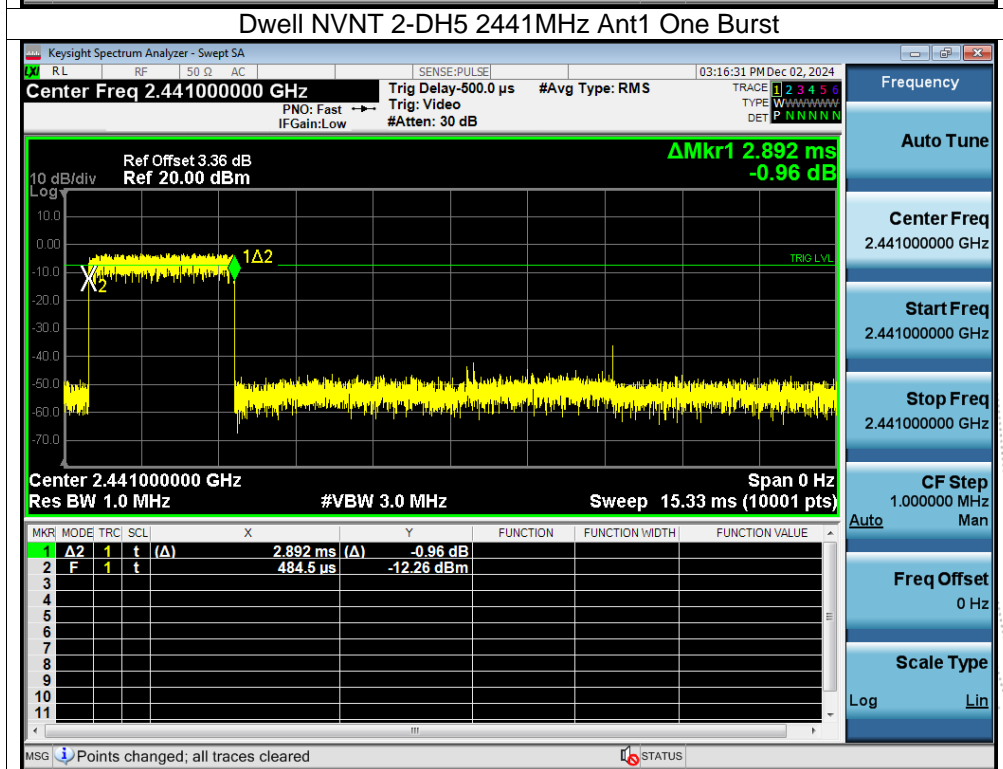 Dwell NVNT 2-DH5 2441MHz Ant1 One Burst
Keysight Spectrum Analyzer - Swept SA
LXI RL RF 50 Ω AC SENSE:PULSE 03:16:31 PM Dec 02, 2024
Center Freq 2.441000000 GHz
PNO: Fast
IFGain:Low
Trig Delay-500.0 µs
Trig: Video
#Atten: 30 dB
#Avg Type: RMS
TRACE 1 2 3 4 5 6
TYPE WWWWWW
DET P N N N N N
Ref Offset 3.36 dB
10 dB/div Ref 20.00 dBm
Log
ΔMkr1 2.892 ms
-0.96 dB
10.0
0.00
-10.0
-20.0
-30.0
-40.0
-50.0
-60.0
-70.0
1Δ2
2
TRIG LVL
Center 2.441000000 GHz Span 0 Hz
Res BW 1.0 MHz #VBW 3.0 MHz Sweep 15.33 ms (10001 pts)
MKR MODE TRC SCL X Y FUNCTION FUNCTION WIDTH FUNCTION VALUE
1 Δ2 1 t (Δ) 2.892 ms (Δ) -0.96 dB
2 F 1 t 484.5 µs -12.26 dBm
3
4
5
6
7
8
9
10
11
MSG Points changed; all traces cleared STATUS
Frequency
Auto Tune
Center Freq
2.441000000 GHz
Start Freq
2.441000000 GHz
Stop Freq
2.441000000 GHz
CF Step
1.000000 MHz
Auto Man
Freq Offset
0 Hz
Scale Type
Log Lin